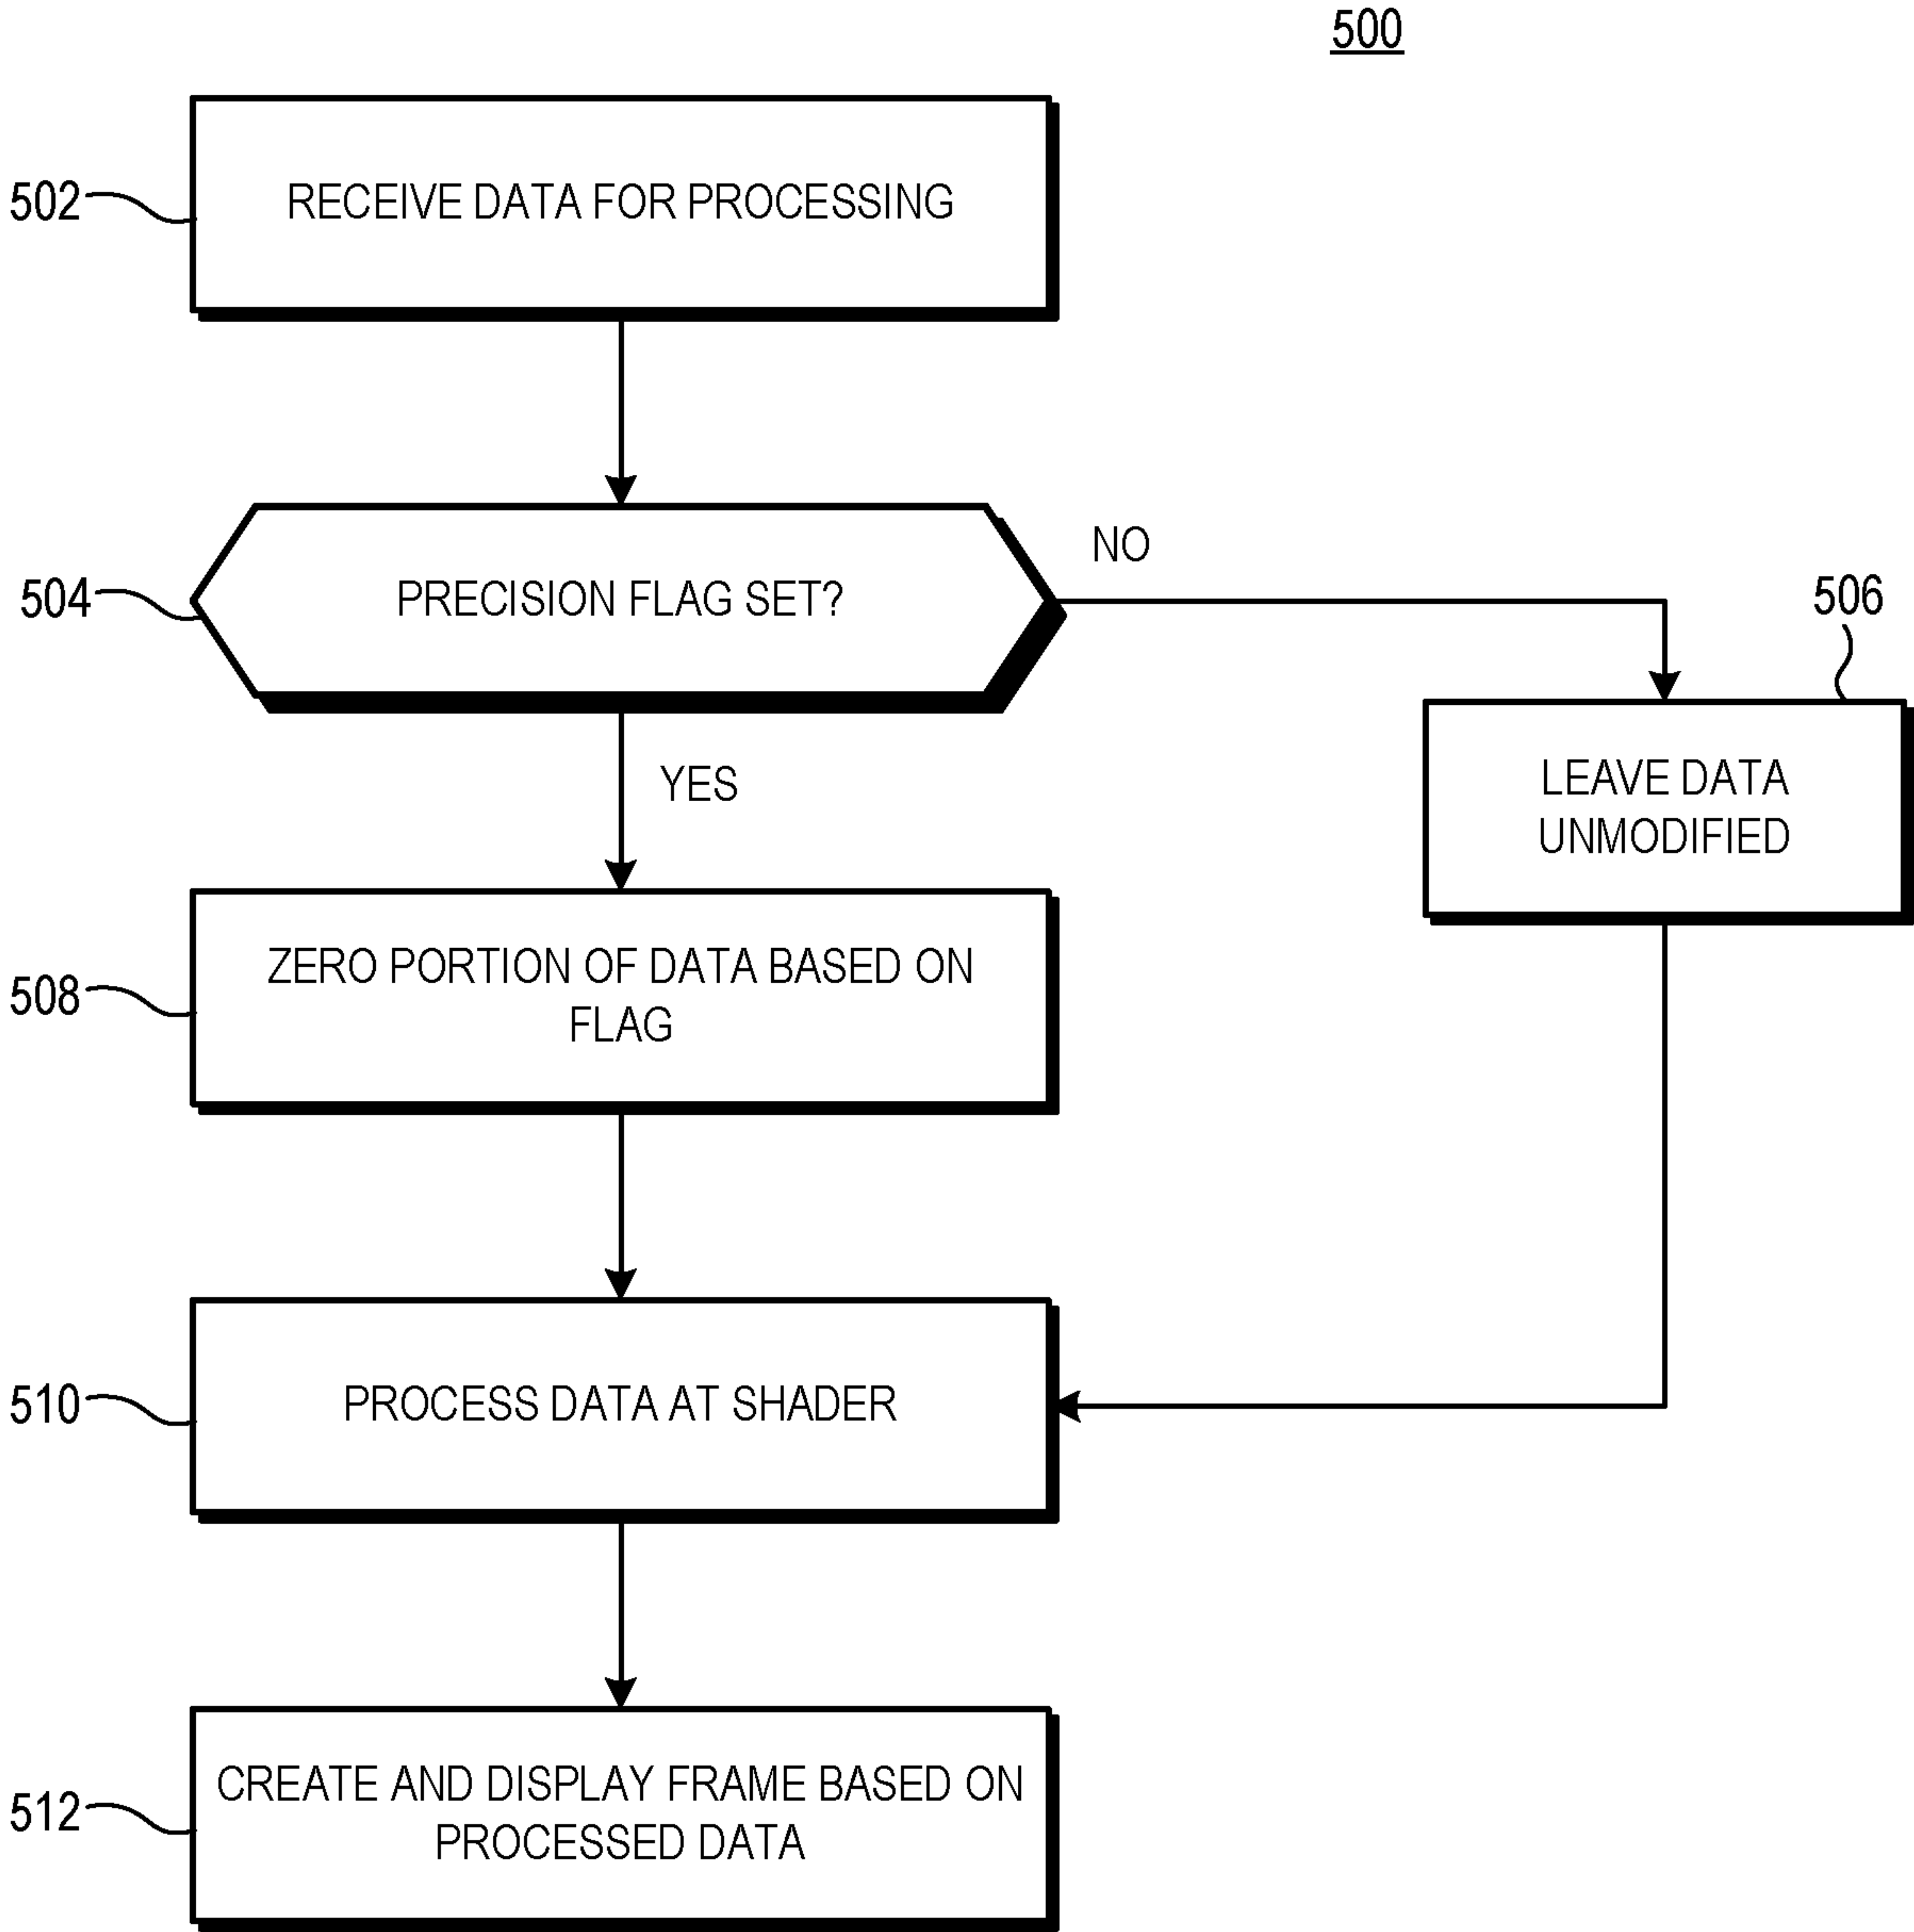 500
502
RECEIVE DATA FOR PROCESSING
504
PRECISION FLAG SET?
NO
506
LEAVE DATA
UNMODIFIED
YES
508
ZERO PORTION OF DATA BASED ON
FLAG
510
PROCESS DATA AT SHADER
512
CREATE AND DISPLAY FRAME BASED ON
PROCESSED DATA